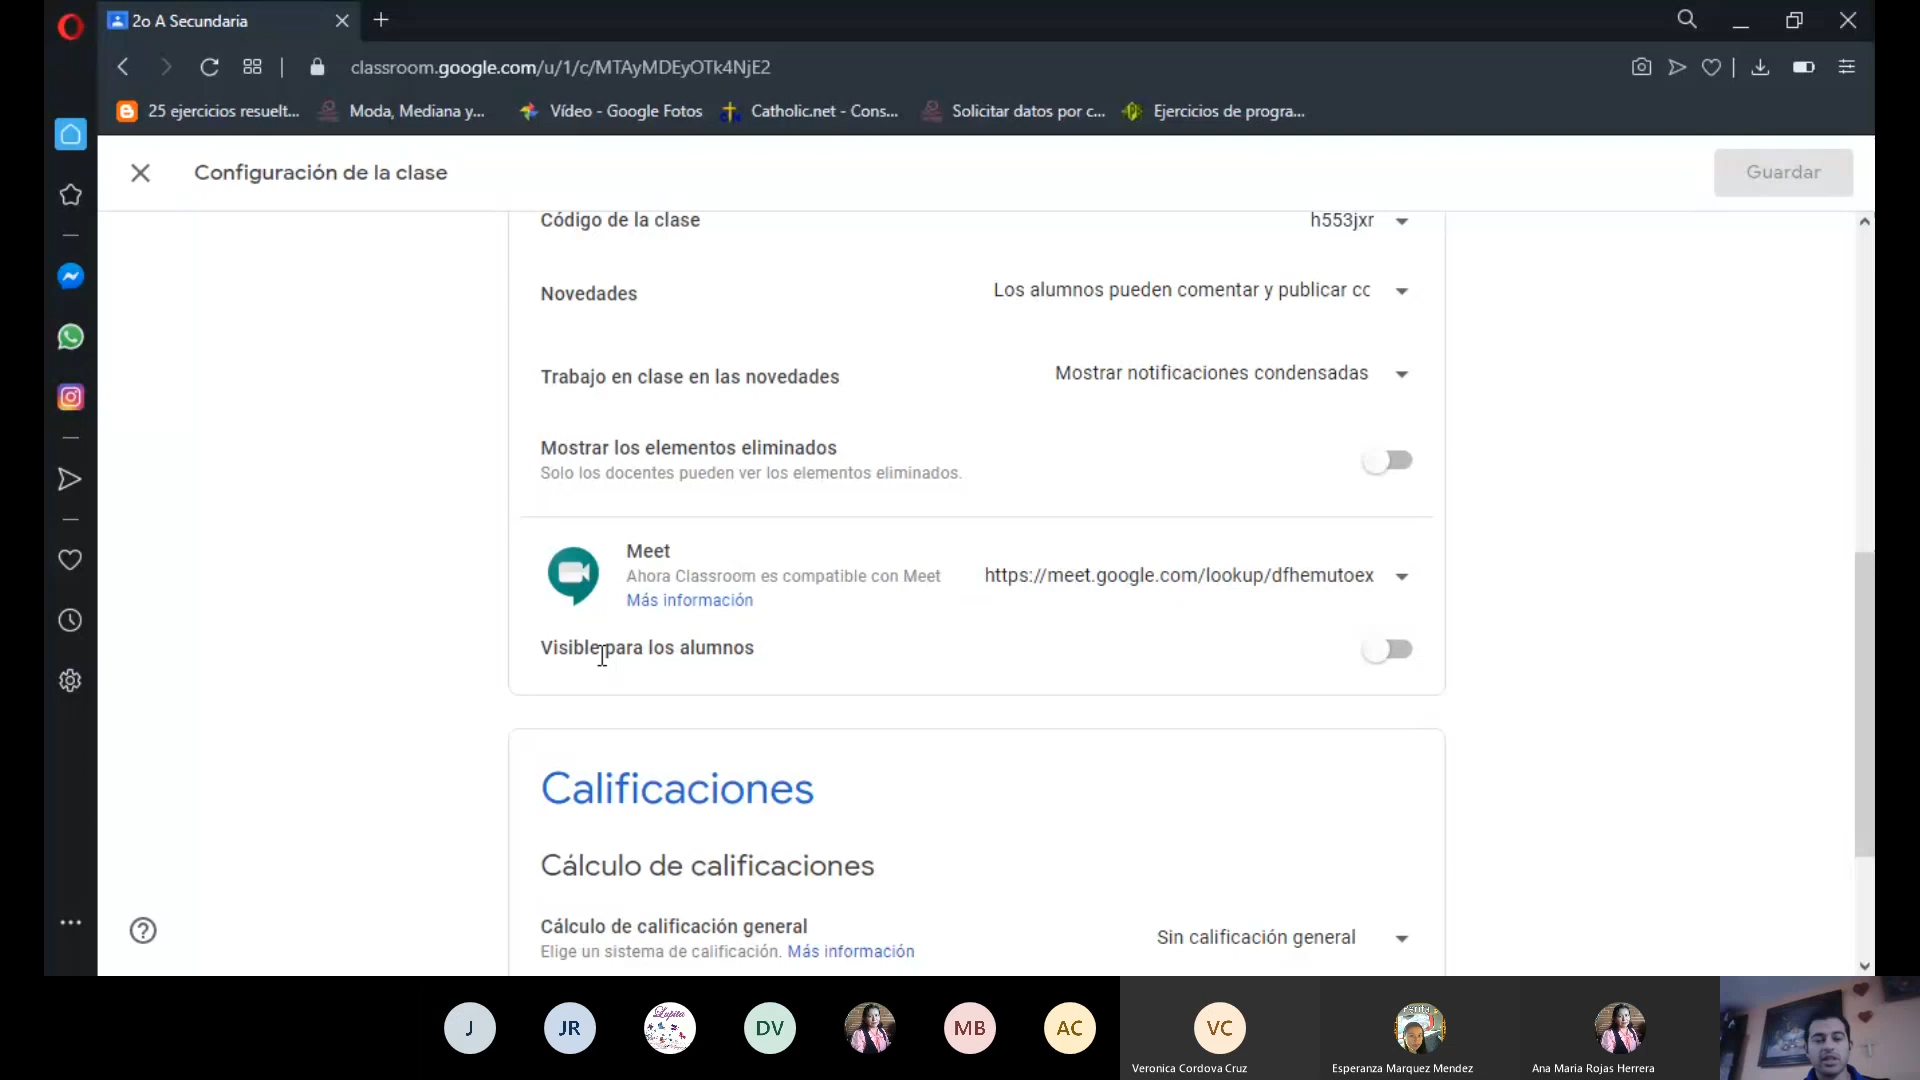 2o A Secundaria
classroom.google.com/u/1/c/MTAyMDEyOTk4NjE2
25 ejercicios resuelt...
Moda, Mediana y...
Vídeo - Google Fotos
Catholic.net - Cons...
Solicitar datos por c...
Ejercicios de progra...
Configuración de la clase
Guardar
Código de la clase
h553jxr
Novedades
Los alumnos pueden comentar y publicar cc
Trabajo en clase en las novedades
Mostrar notificaciones condensadas
Mostrar los elementos eliminados
Solo los docentes pueden ver los elementos eliminados.
Meet
Ahora Classroom es compatible con Meet
https://meet.google.com/lookup/dfhemutoex
Más información
Visible para los alumnos
Calificaciones
Cálculo de calificaciones
Cálculo de calificación general
Elige un sistema de calificación. Más información
Sin calificación general
J
JR
Lupita
DV
MB
AC
VC
Veronica Cordova Cruz
Esperanza Marquez Mendez
Ana Maria Rojas Herrera